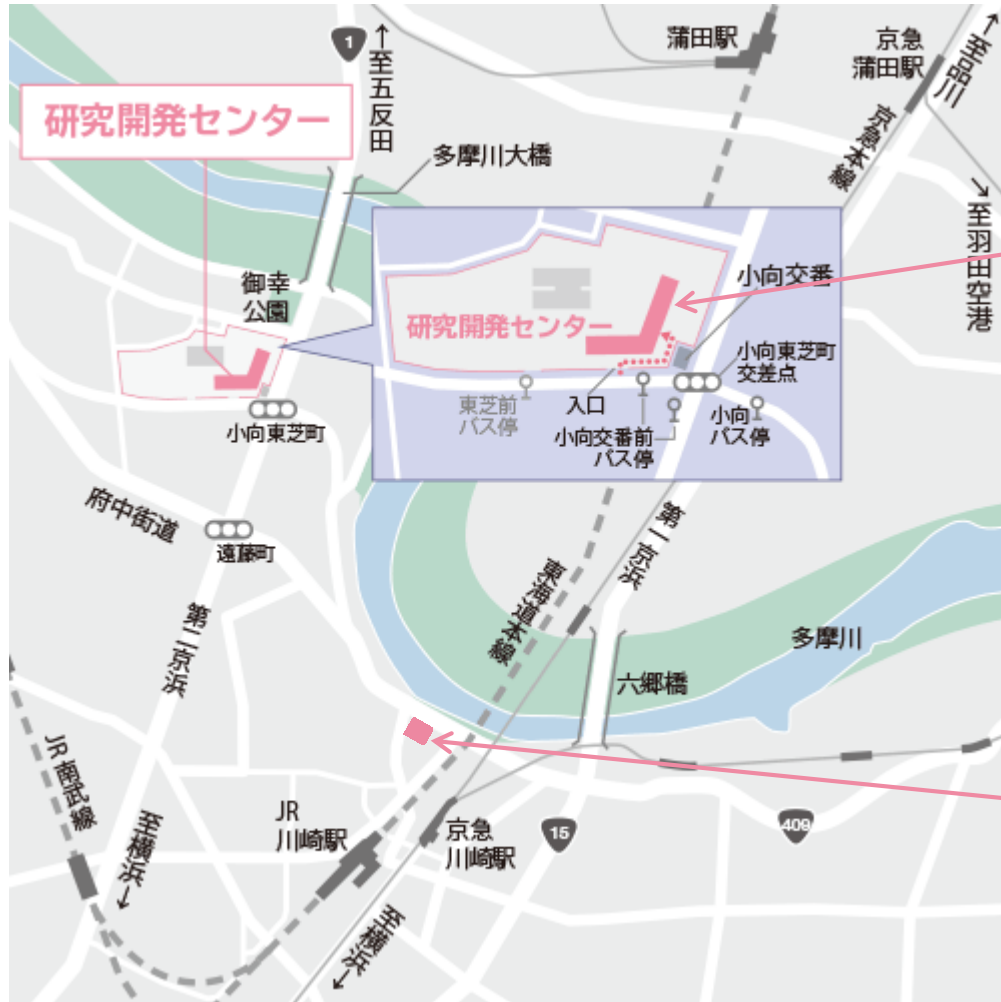 1
↑至五反田
蒲田駅
京急
蒲田駅
↑至品川
京急本線
→至羽田空港
研究開発センター
多摩川大橋
御幸
公園
小向東芝町
研究開発センター
小向交番
小向東芝町
交差点
東芝前
バス停
入口
小向交番前
バス停
小向
バス停
府中街道
遠藤町
第二京浜
東海道本線
第一京浜
多摩川
六郷橋
JR南武線
至横浜→
JR
川崎駅
京急
川崎駅
15
409
至横浜→